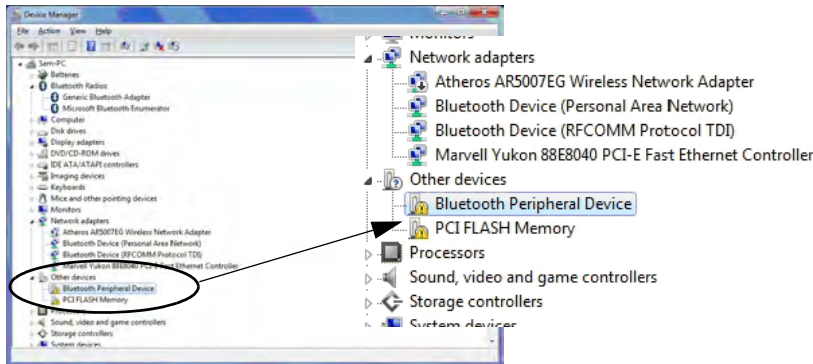 Device Manager
File Action View Help
Sam-PC
Batteries
Bluetooth Radios
Generic Bluetooth Adapter
Microsoft Bluetooth Enumerator
Computer
Disk drives
Display adapters
DVD/CD-ROM drives
IDE ATA/ATAPI controllers
Imaging devices
Keyboards
Mice and other pointing devices
Monitors
Network adapters
Atheros AR5007EG Wireless Network Adapter
Bluetooth Device (Personal Area Network)
Bluetooth Device (RFCOMM Protocol TDI)
Marvell Yukon 88E8040 PCI-E Fast Ethernet Controller
Other devices
Bluetooth Peripheral Device
PCI FLASH Memory
Processors
Sound, video and game controllers
Storage controllers
System devices
Monitors
Network adapters
Atheros AR5007EG Wireless Network Adapter
Bluetooth Device (Personal Area Network)
Bluetooth Device (RFCOMM Protocol TDI)
Marvell Yukon 88E8040 PCI-E Fast Ethernet Controller
Other devices
Bluetooth Peripheral Device
PCI FLASH Memory
Processors
Sound, video and game controllers
Storage controllers
System devices